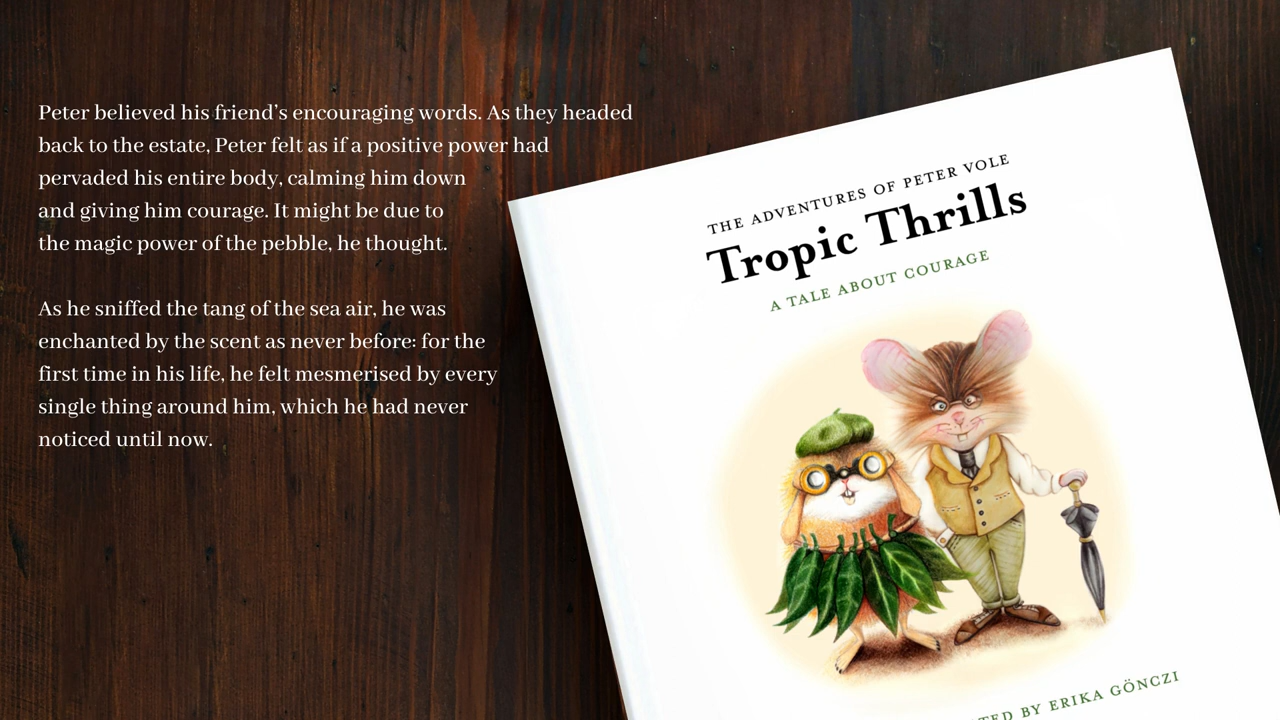 Peter believed his friend's encouraging words. As they headed
back to the estate, Peter felt as if a positive power had
pervaded his entire body, calming him down
and giving him courage. It might be due to
the magic power of the pebble, he thought.
As he sniffed the tang of the sea air, he was
enchanted by the scent as never before: for the
first time in his life, he felt mesmerised by every
single thing around him, which he had never
noticed until now.
THE ADVENTURES OF PETER VOLE
Tropic Thrills
A TALE ABOUT COURAGE
BY ERIKA GÖNCZI